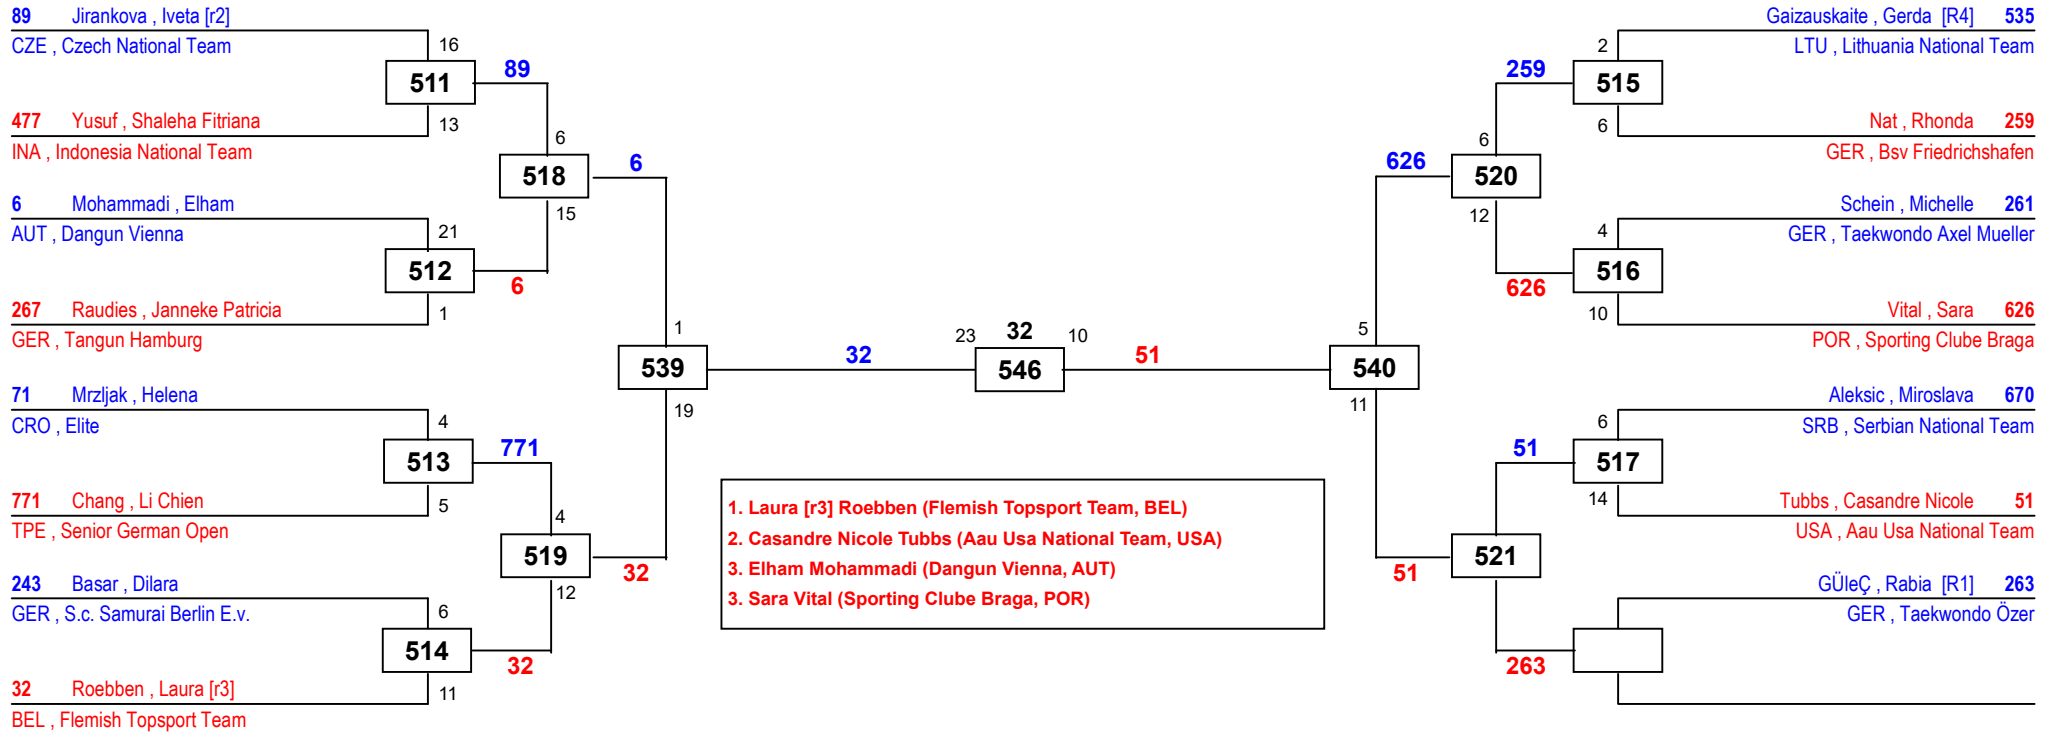 89 Jirankova , Iveta [r2]
CZE , Czech National Team
16
511
89
13
477 Yusuf , Shaleha Fitriana
INA , Indonesia National Team
6
518
6
15
6 Mohammadi , Elham
AUT , Dangun Vienna
21
512
6
1
267 Raudies , Janneke Patricia
GER , Tangun Hamburg
1
539
32
19
71 Mrzljak , Helena
CRO , Elite
4
513
771
5
771 Chang , Li Chien
TPE , Senior German Open
4
519
32
12
243 Basar , Dilara
GER , S.c. Samurai Berlin E.v.
6
514
32
11
32 Roebben , Laura [r3]
BEL , Flemish Topsport Team
23 32 10
546
51
1. Laura [r3] Roebben (Flemish Topsport Team, BEL)
2. Casandre Nicole Tubbs (Aau Usa National Team, USA)
3. Elham Mohammadi (Dangun Vienna, AUT)
3. Sara Vital (Sporting Clube Braga, POR)
Gaizauskaite , Gerda [R4] 535
LTU , Lithuania National Team
2
259
515
6
Nat , Rhonda 259
GER , Bsv Friedrichshafen
6
626
520
12
Schein , Michelle 261
GER , Taekwondo Axel Mueller
4
516
626
10
Vital , Sara 626
POR , Sporting Clube Braga
5
540
11
Aleksic , Miroslava 670
SRB , Serbian National Team
6
51
517
14
Tubbs , Casandre Nicole 51
USA , Aau Usa National Team
521
51
GÜleÇ , Rabia [R1] 263
GER , Taekwondo Özer
263